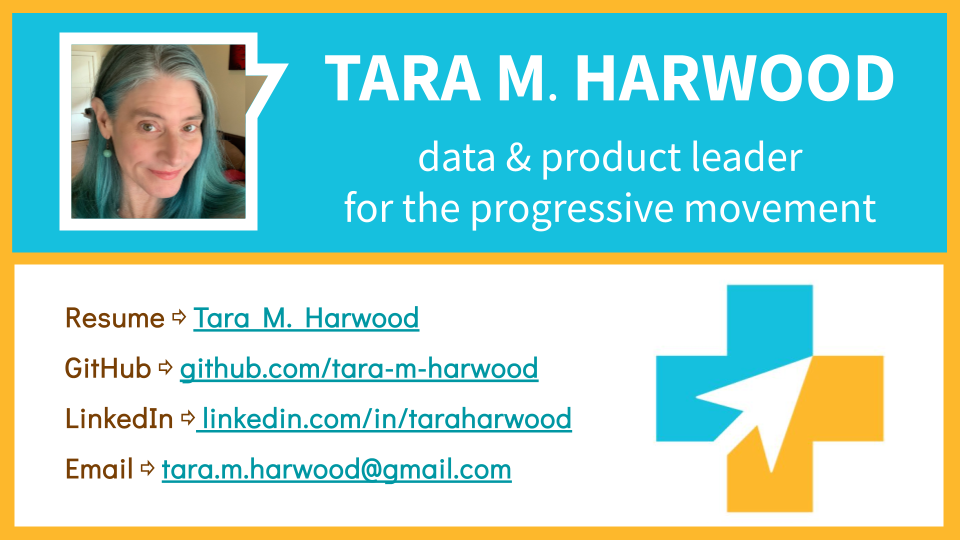 TARA M. HARWOOD
data & product leader
for the progressive movement
Resume ⇨ Tara M. Harwood
GitHub ⇨ github.com/tara-m-harwood
LinkedIn ⇨ linkedin.com/in/taraharwood
Email ⇨ tara.m.harwood@gmail.com